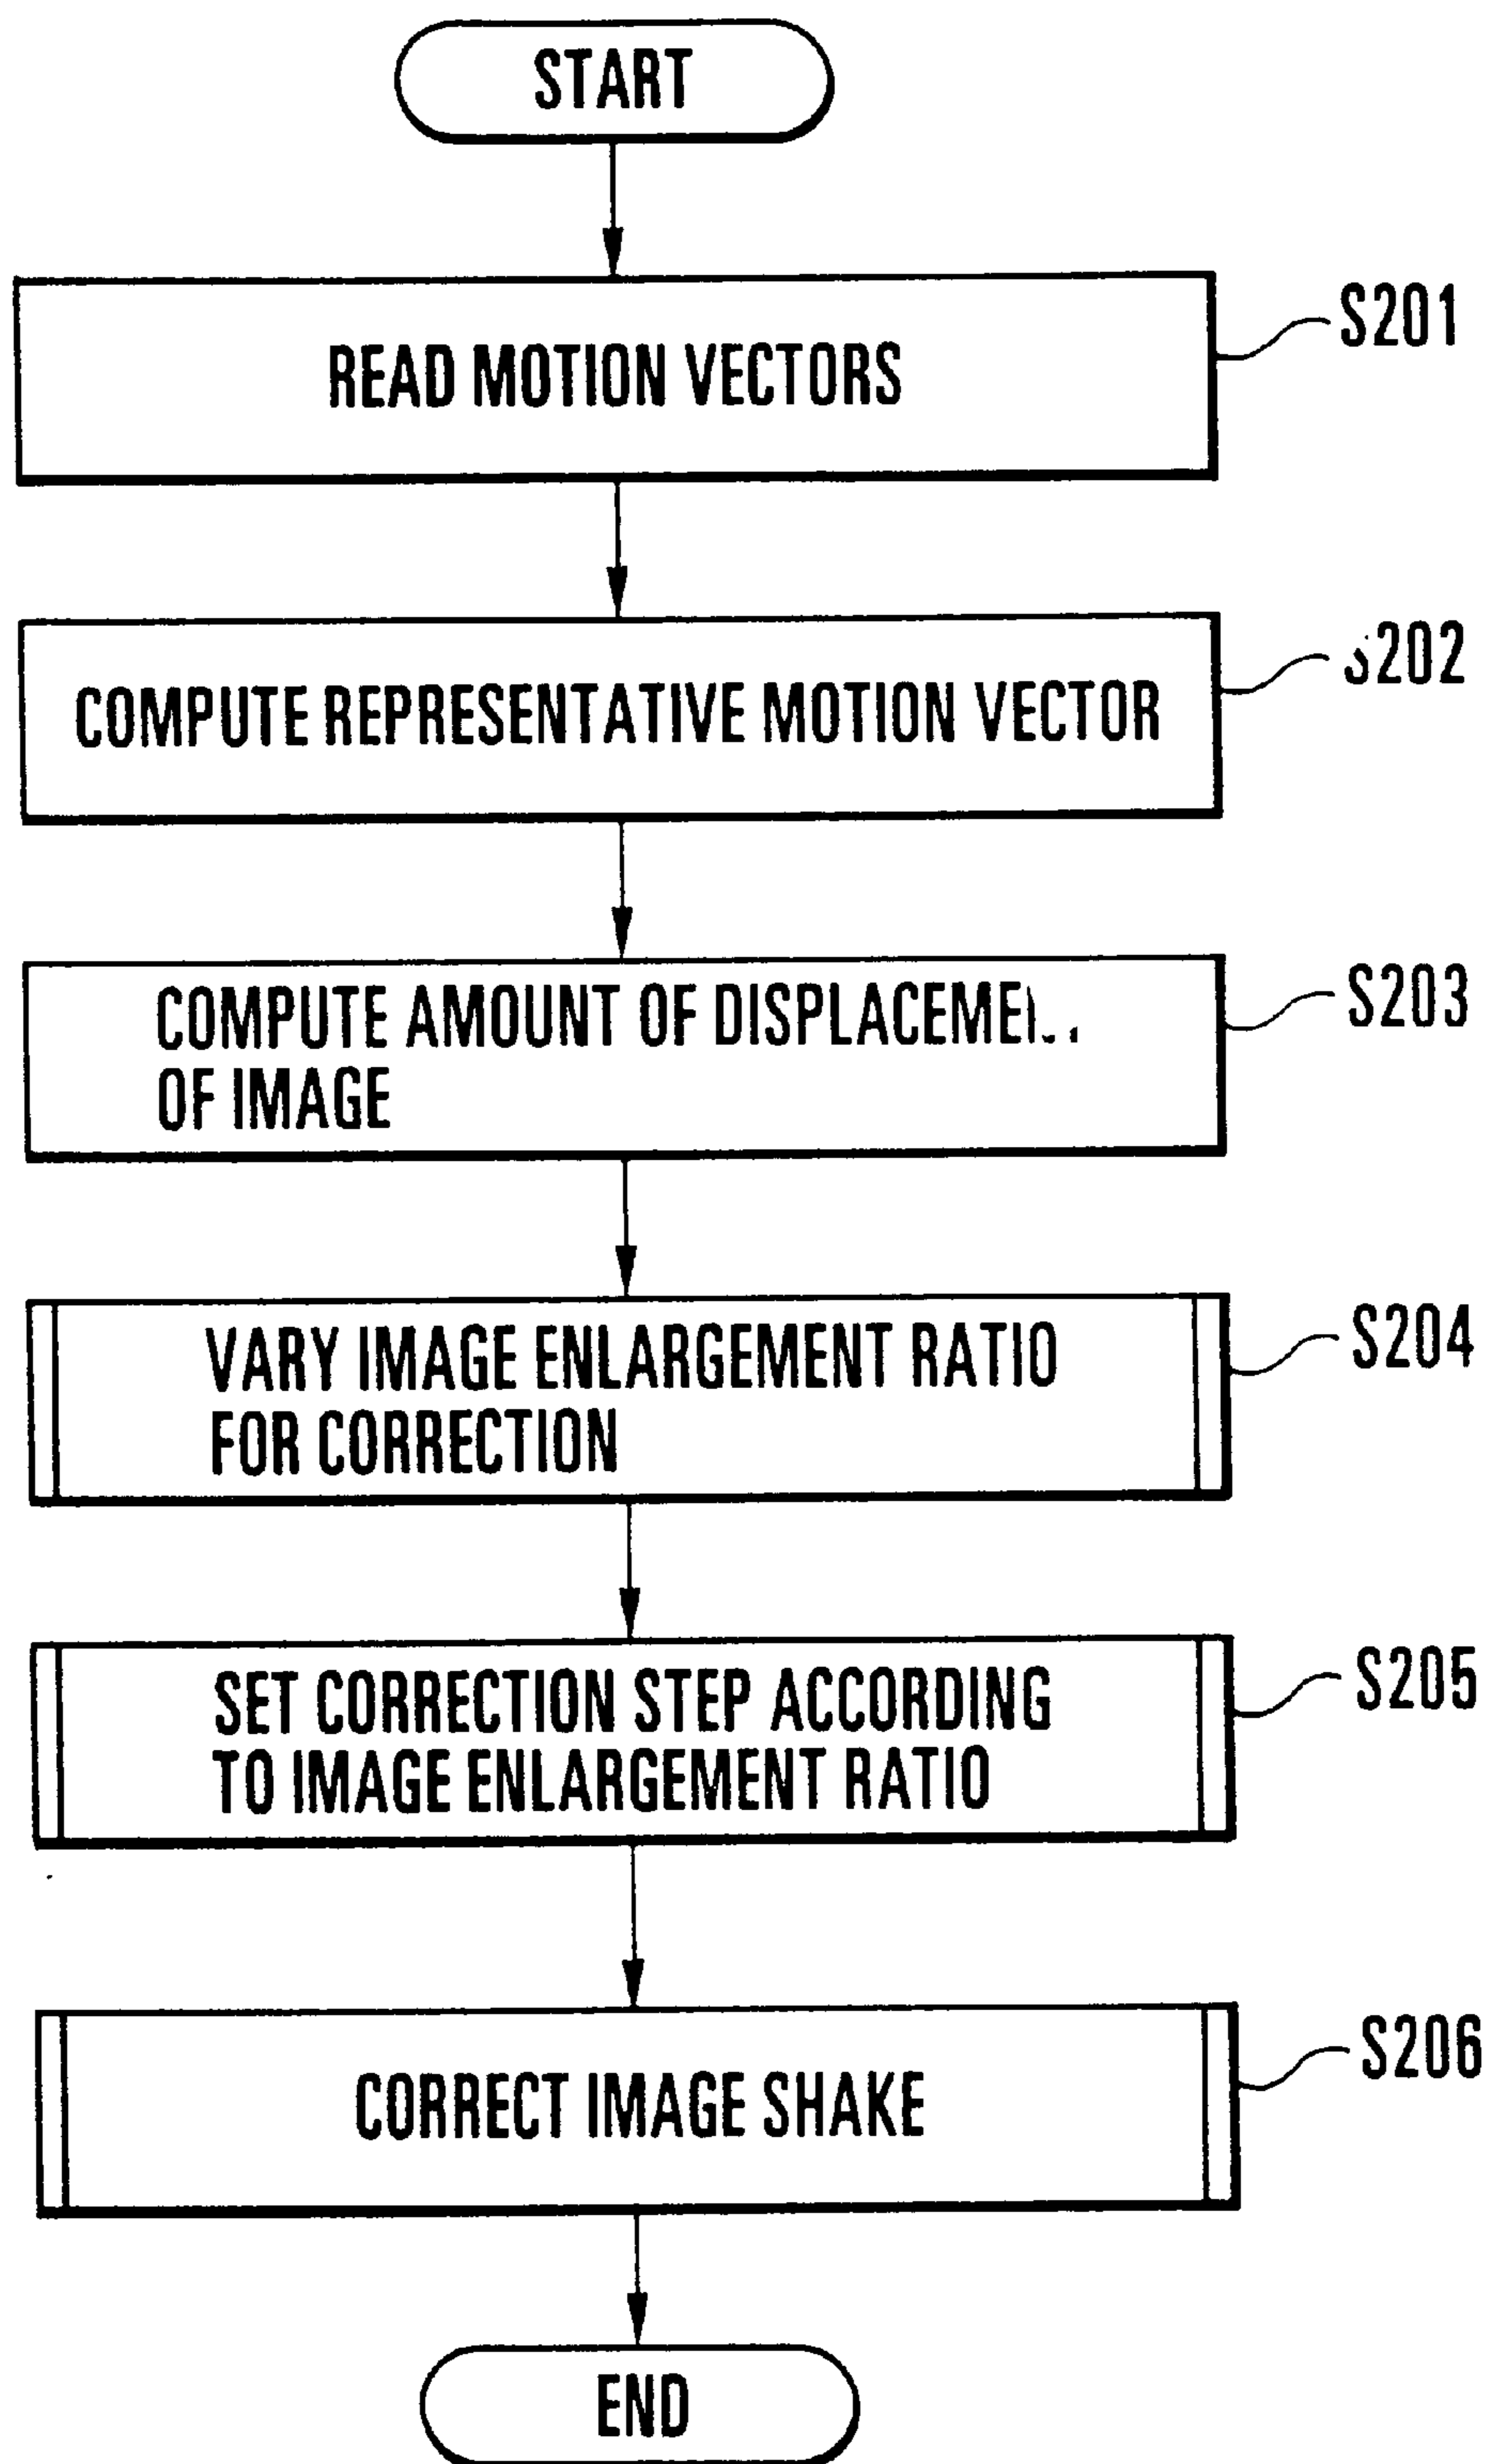 START
READ MOTION VECTORS
S201
COMPUTE REPRESENTATIVE MOTION VECTOR
S202
COMPUTE AMOUNT OF DISPLACEMENT
OF IMAGE
S203
VARY IMAGE ENLARGEMENT RATIO
FOR CORRECTION
S204
SET CORRECTION STEP ACCORDING
TO IMAGE ENLARGEMENT RATIO
S205
CORRECT IMAGE SHAKE
S206
END